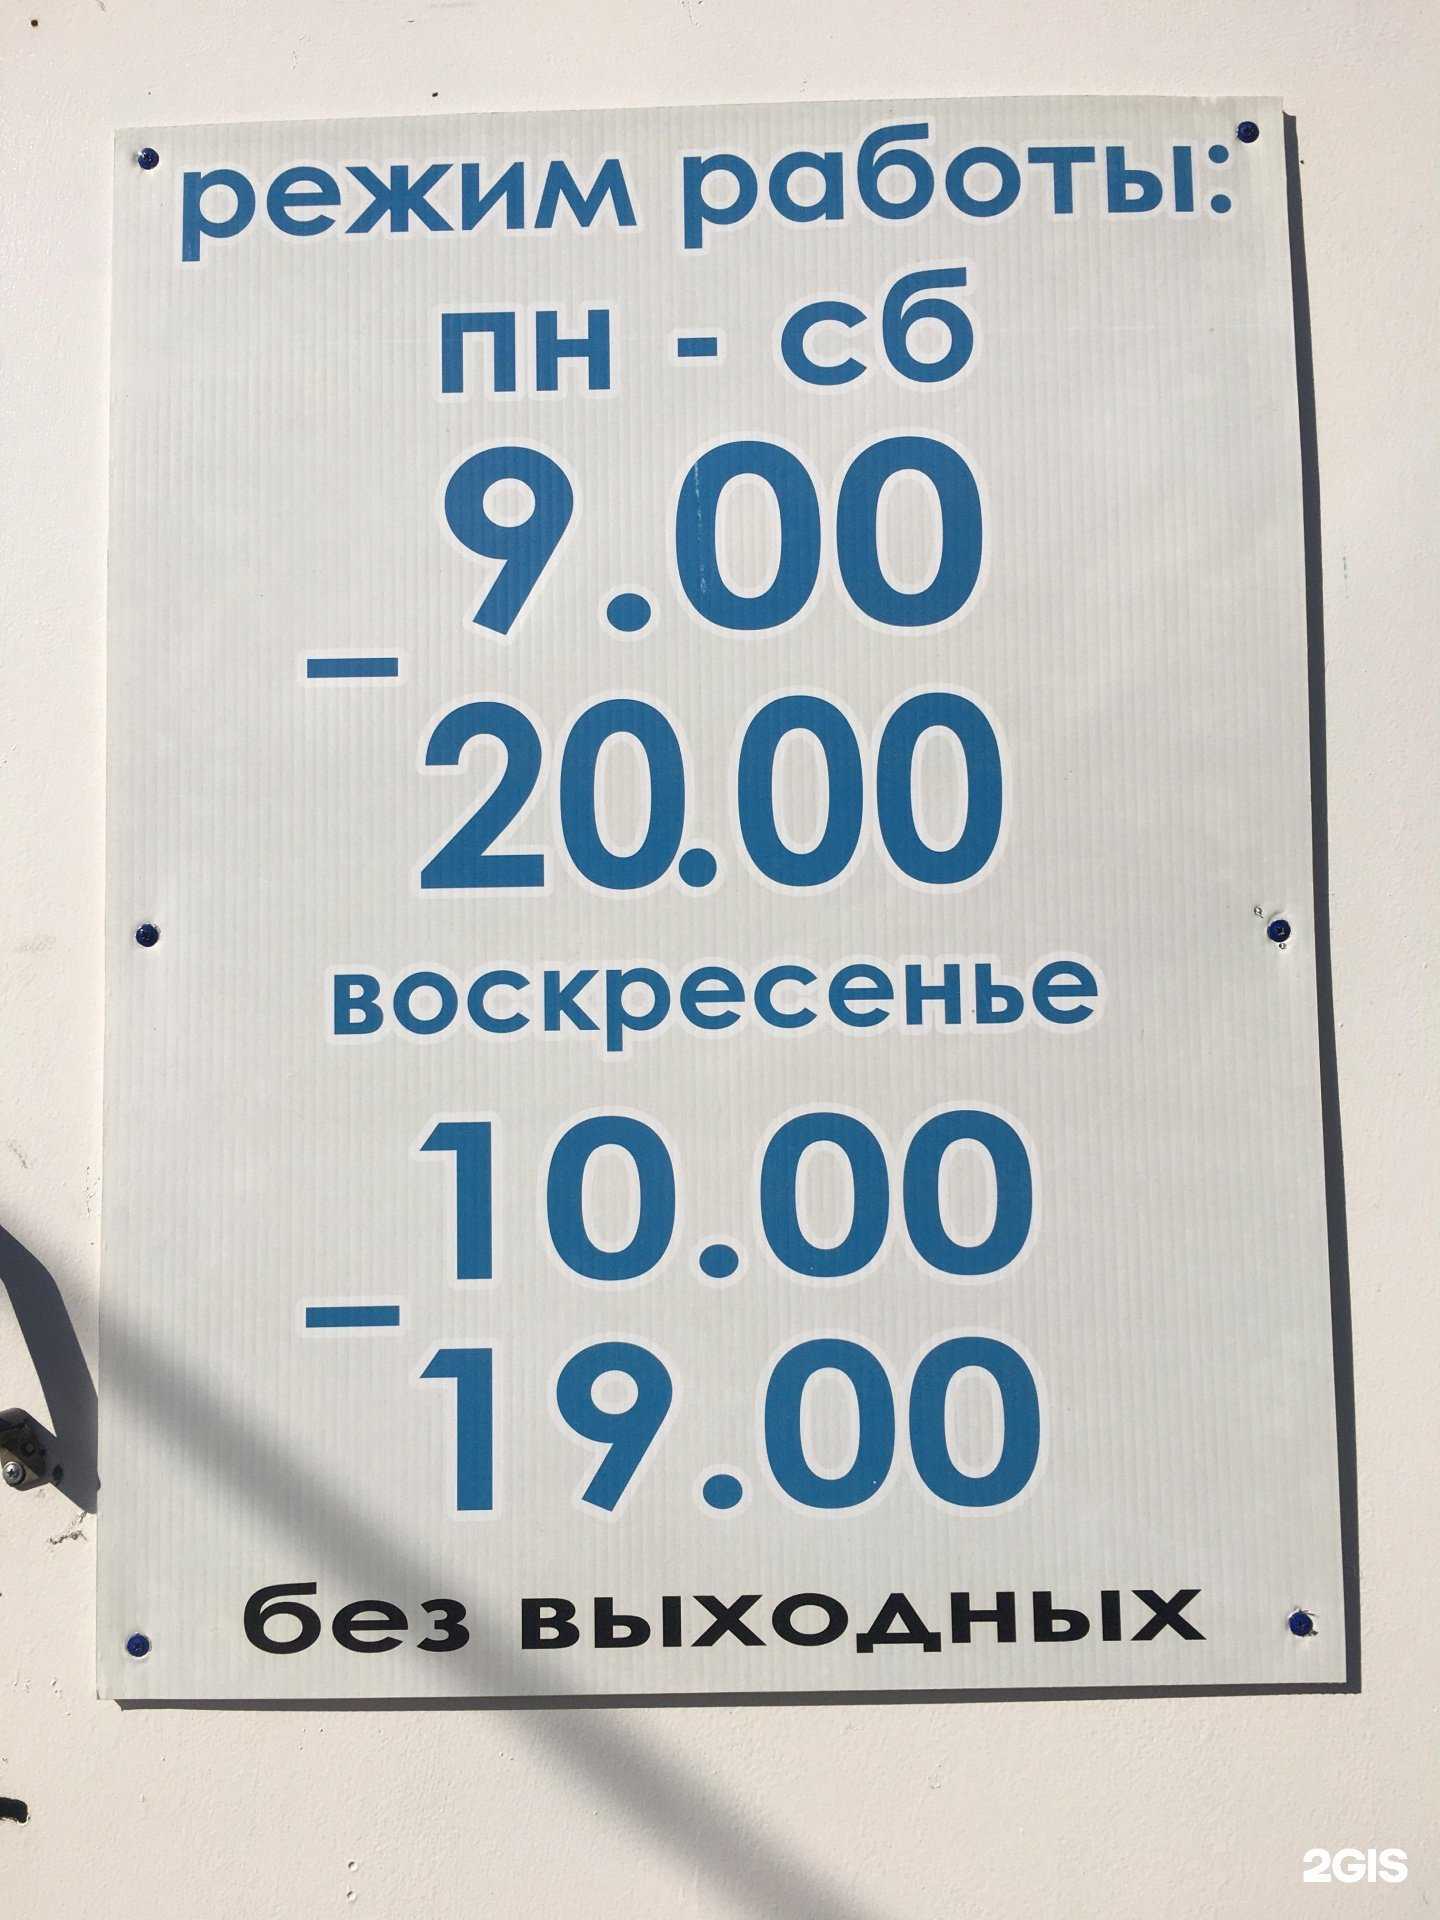 режим работы:
пн - сб
9.00
–
20.00
воскресенье
10.00
–
19.00
без выходных
2GIS